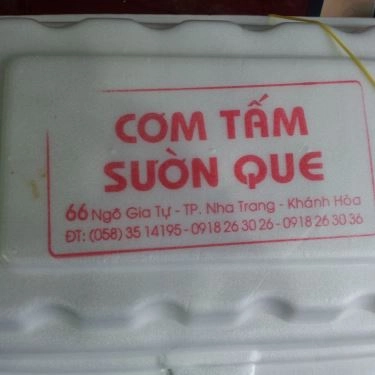 CƠM TẤM
SƯỜN QUE
66 Ngô Gia Tự - TP. Nha Trang - Khánh Hòa
ĐT: (058) 35 14195 - 0918 26 30 26 - 0918 26 30 36